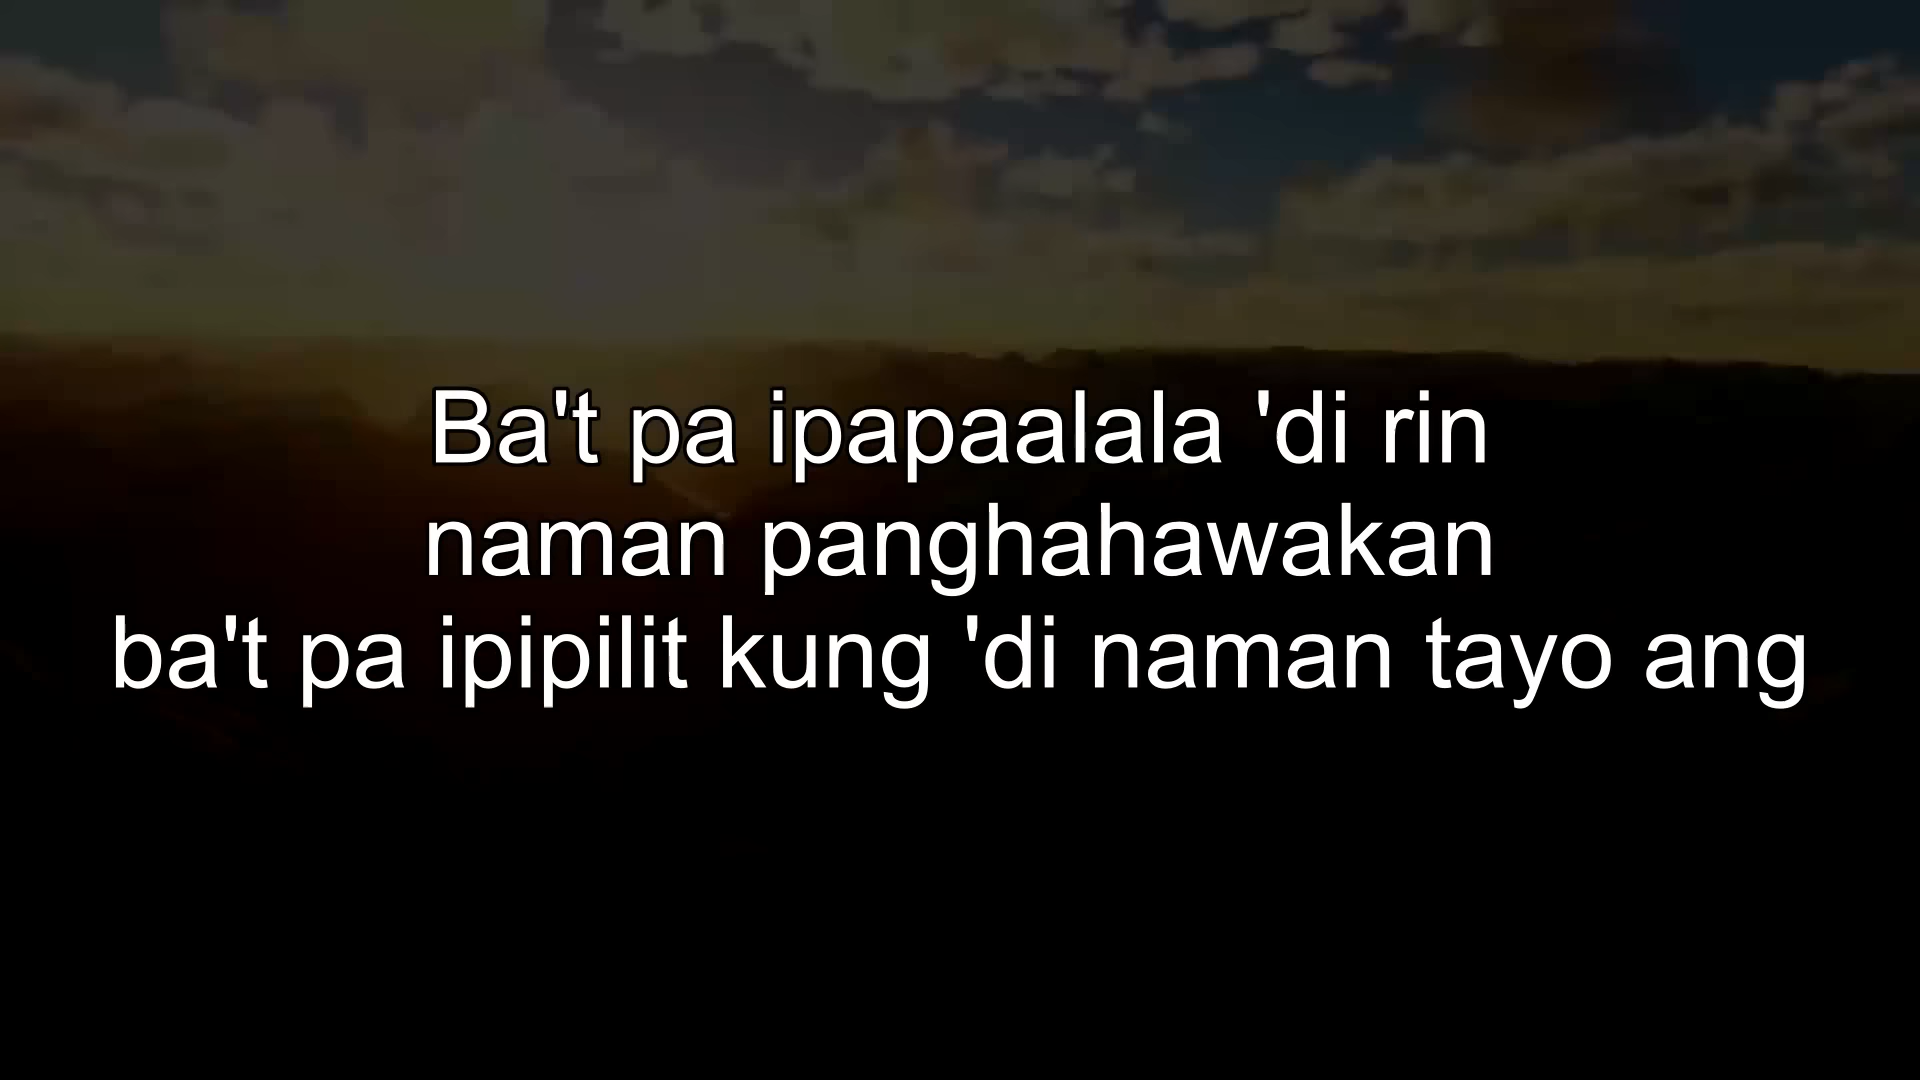 Ba't pa ipapaalala 'di rin
naman panghahawakan
ba't pa ipipilit kung 'di naman tayo ang